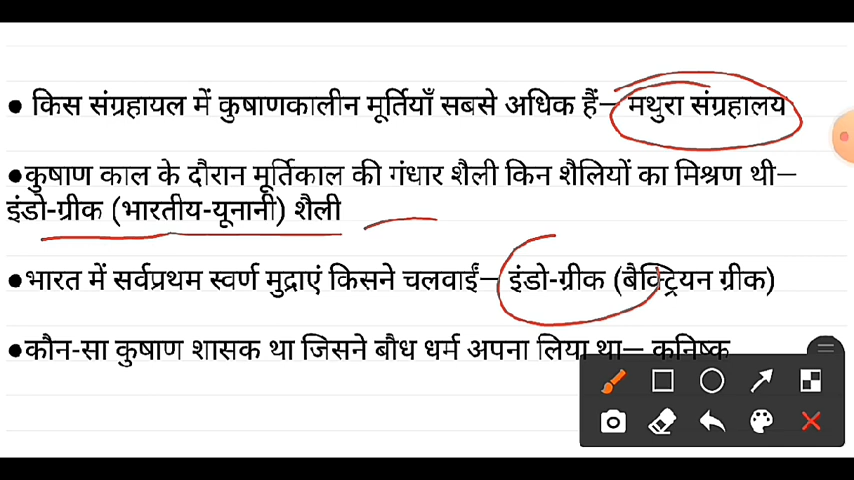 ● किस संग्रहायल में कुषाणकालीन मूर्तियाँ सबसे अधिक हैं– मथुरा संग्रहालय
●कुषाण काल के दौरान मूर्तिकाल की गंधार शैली किन शैलियों का मिश्रण थी–
इंडो-ग्रीक (भारतीय-यूनानी) शैली
●भारत में सर्वप्रथम स्वर्ण मुद्राएं किसने चलवाईं– इंडो-ग्रीक (बैक्ट्रियन ग्रीक)
●कौन-सा कुषाण शासक था जिसने बौध धर्म अपना लिया था– कनिष्क